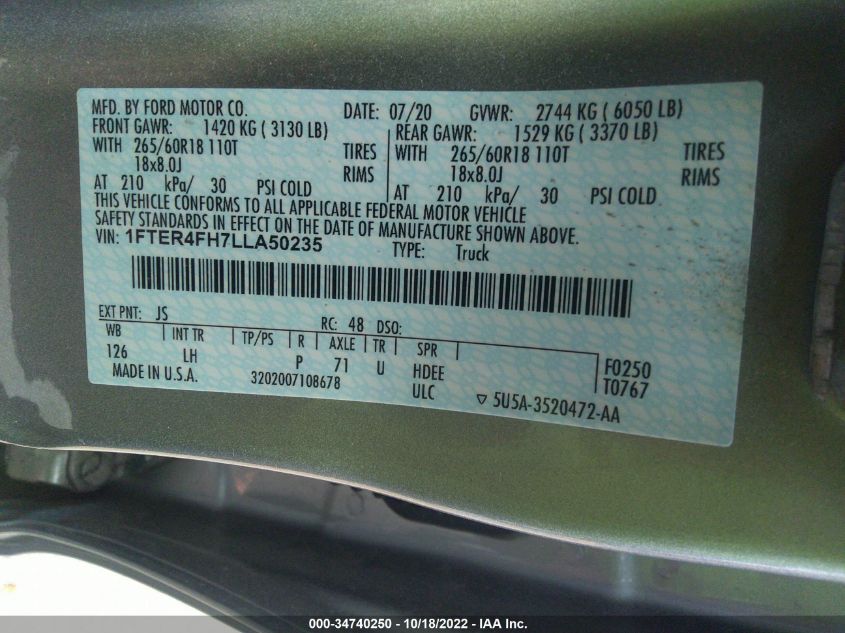 MFD. BY FORD MOTOR CO. DATE: 07/20 GVWR: 2744 KG ( 6050 LB)
FRONT GAWR: 1420 KG ( 3130 LB) REAR GAWR: 1529 KG ( 3370 LB)
WITH 265/60R18 110T TIRES WITH 265/60R18 110T TIRES
18x8.0J RIMS 18x8.0J RIMS
AT 210 kPa/ 30 PSI COLD AT 210 kPa/ 30 PSI COLD
THIS VEHICLE CONFORMS TO ALL APPLICABLE FEDERAL MOTOR VEHICLE
SAFETY STANDARDS IN EFFECT ON THE DATE OF MANUFACTURE SHOWN ABOVE.
VIN: 1FTER4FH7LLA50235 TYPE: Truck
EXT PNT: JS RC: 48 DSO:
WB INT TR TP/PS R AXLE TR SPR
126 LH P 71 U HDEE F0250
MADE IN U.S.A. 3202007108678 ULC T0767
▽ 5U5A-3520472-AA
000-34740250 - 10/18/2022 - IAA Inc.